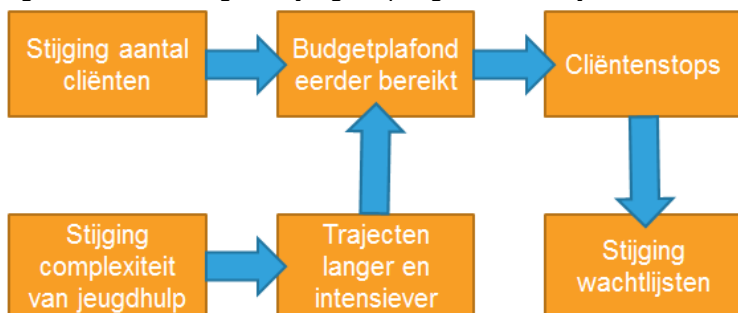 Stijging aantal
cliënten
Budgetplafond
eerder bereikt
Cliëntenstops
Stijging
complexiteit
van jeugdhulp
Trajecten
langer en
intensiever
Stijging
wachtlijsten